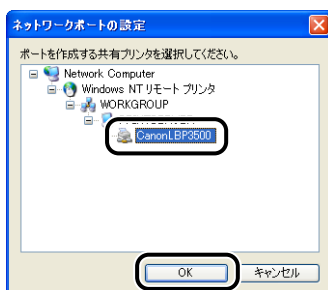 ネットワークポートの設定
ポートを作成する共有プリンタを選択してください。
Network Computer
Windows NT リモート プリンタ
WORKGROUP
CanonLBP3500
OK
キャンセル